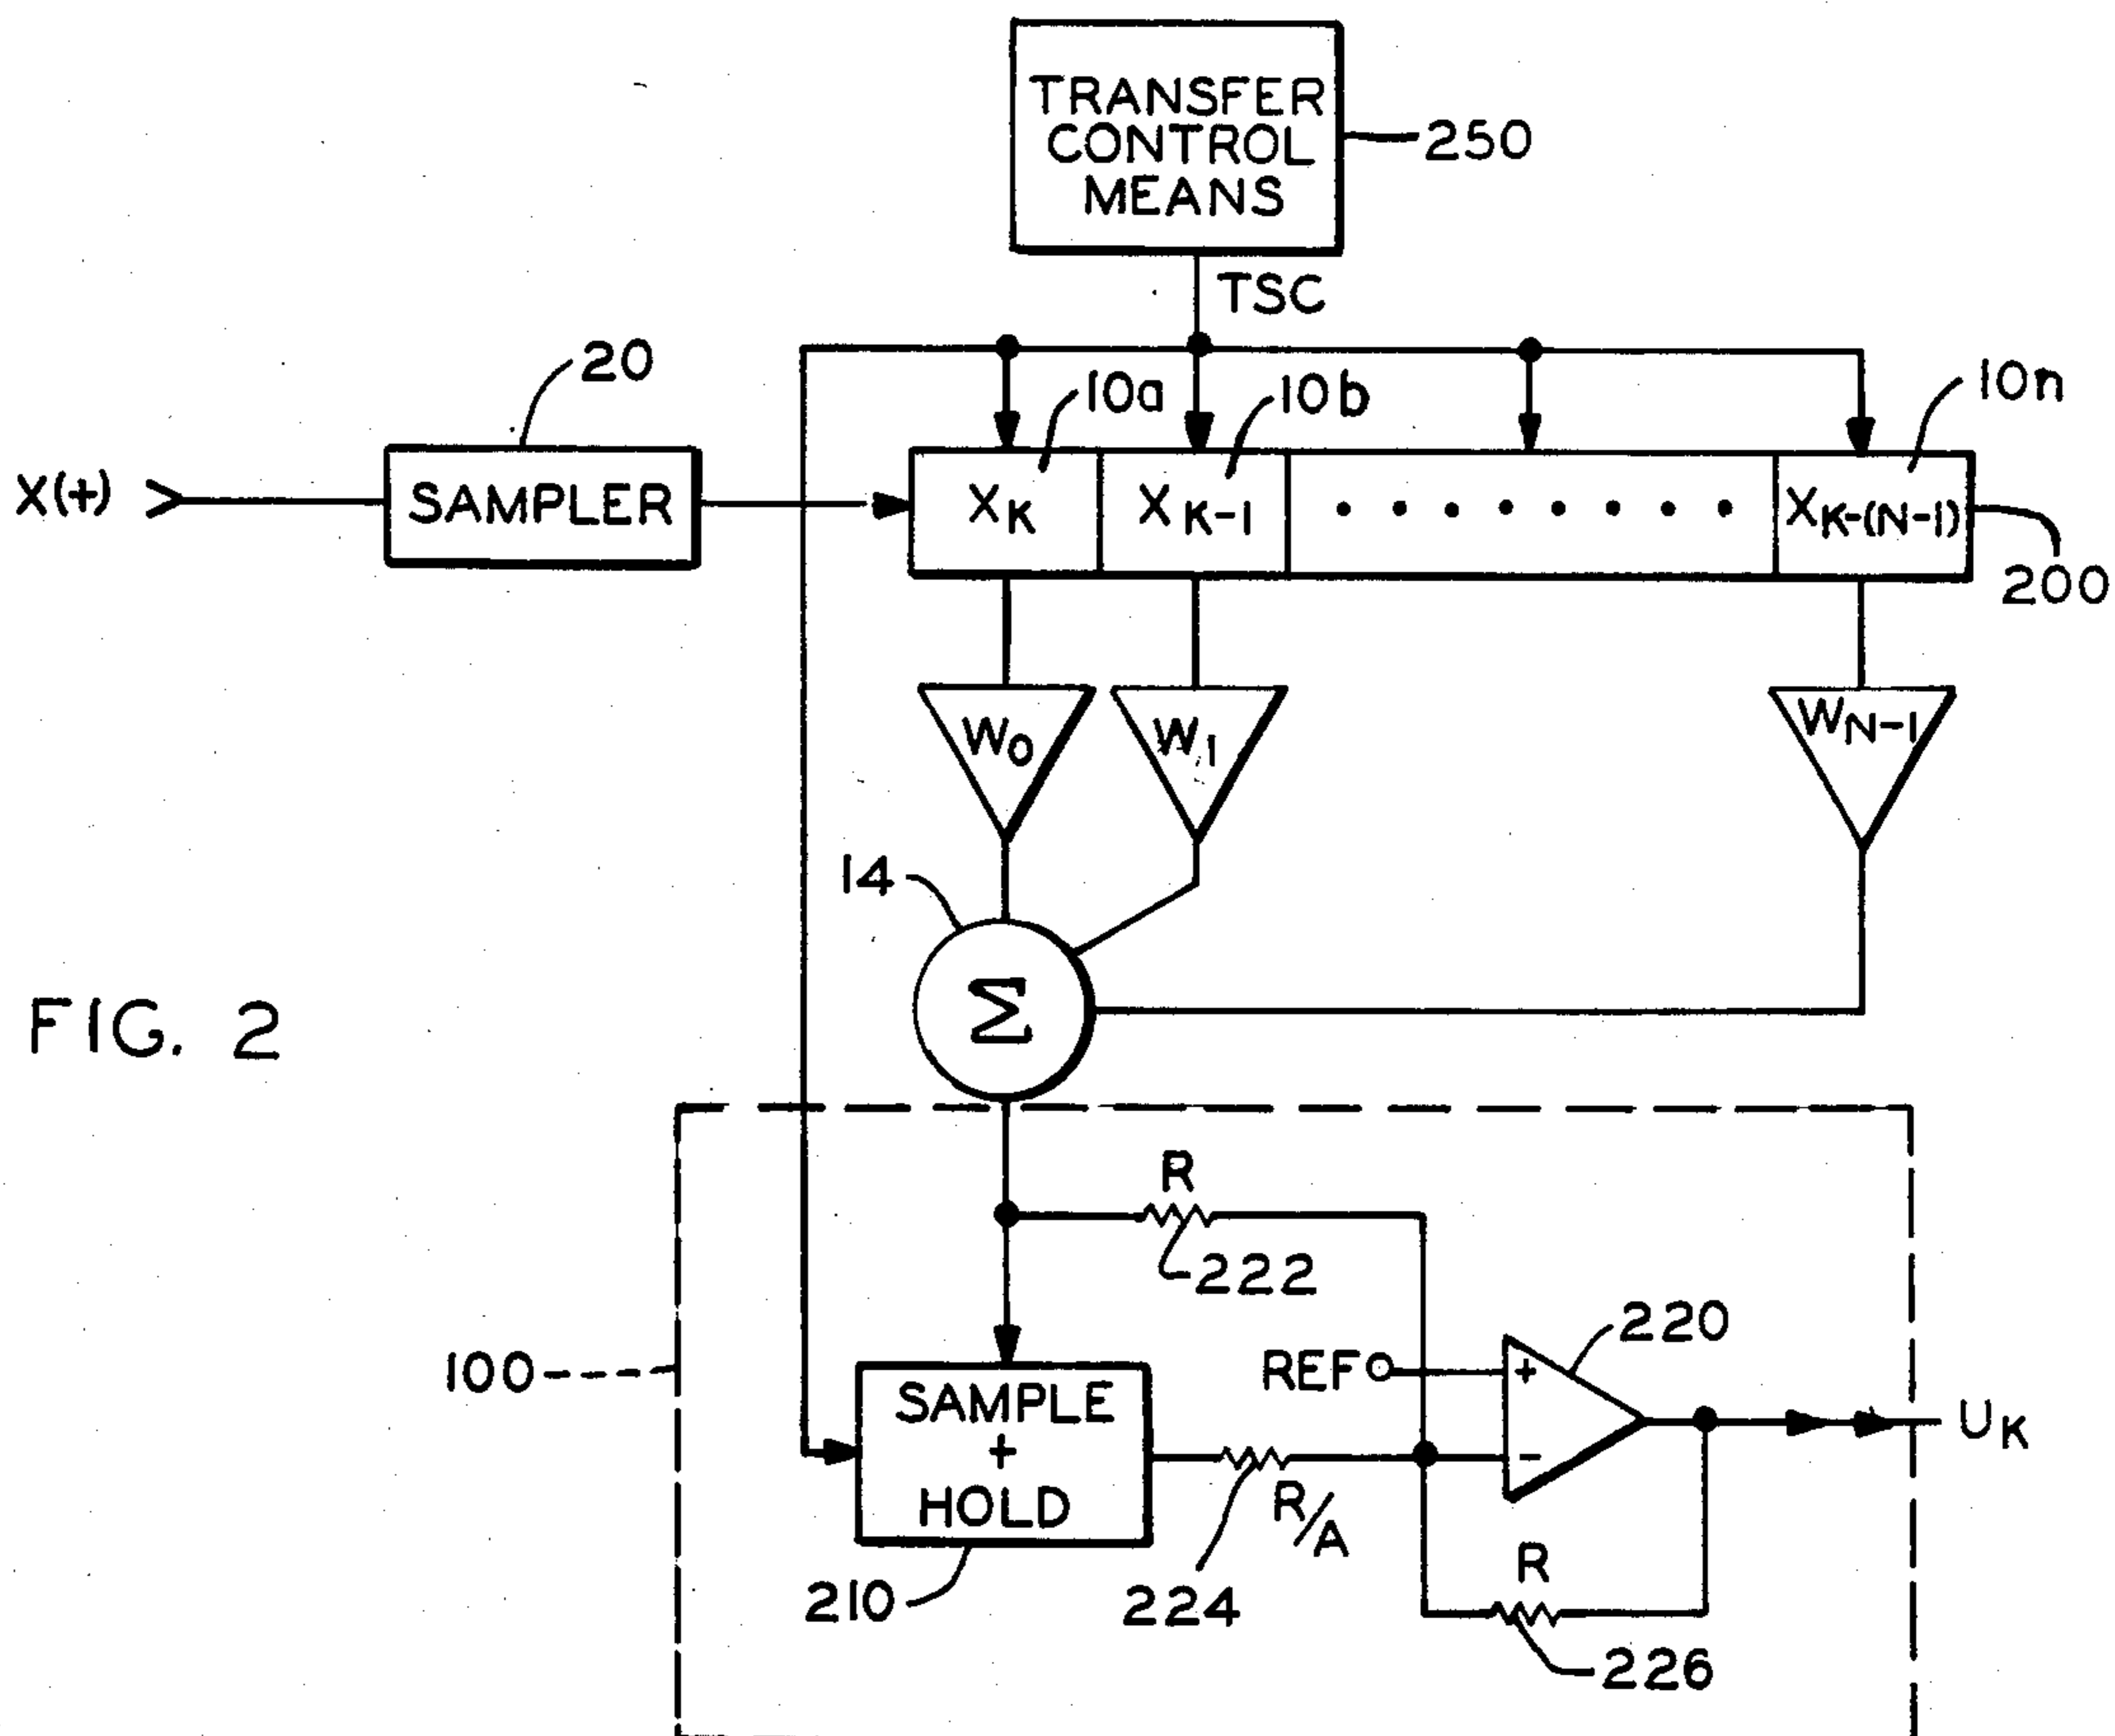 TRANSFER
CONTROL
MEANS
250
TSC
20
10a
10b
10n
X(t)
SAMPLER
XK
XK-1
. . . . . . . .
XK-(N-1)
200
W0
W1
WN-1
14
Σ
FIG. 2
R
222
220
100
REF
+
-
UK
SAMPLE
+
HOLD
R/A
210
224
R
226